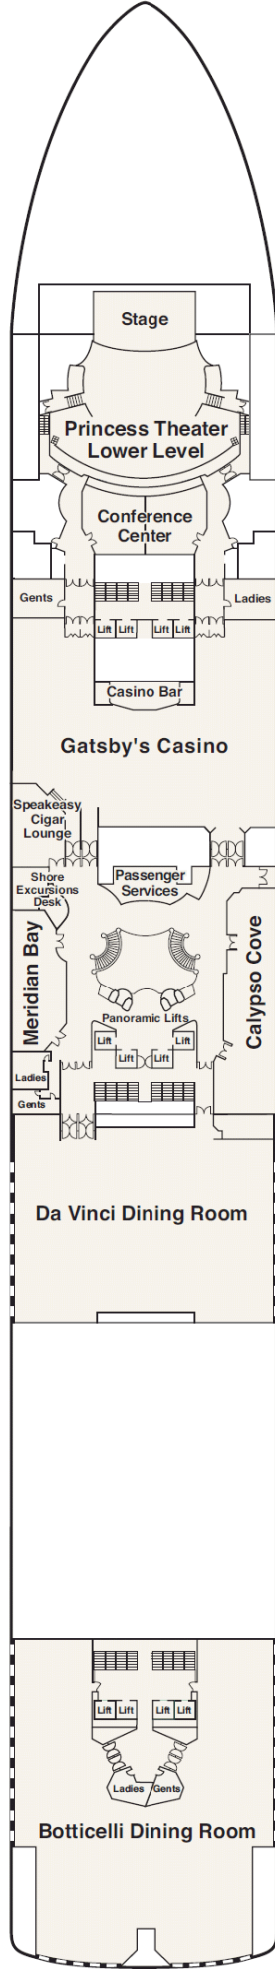 Stage
Princess Theater
Lower Level
Conference
Center
Gents
Ladies
Lift Lift Lift Lift
Casino Bar
Gatsby's Casino
Speakeasy
Cigar
Lounge
Passenger
Services
Shore
Excursions
Desk
Meridian Bay
Calypso Cove
Panoramic Lifts
Lift Lift
Lift Lift
Ladies
Gents
Da Vinci Dining Room
Lift Lift Lift Lift
Ladies Gents
Botticelli Dining Room